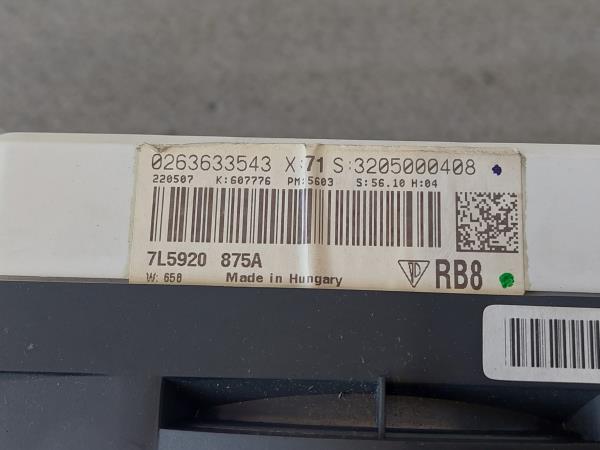 0263633543 X:71 S:3205000408
220507 K:607776 PM:5603 S:56.10 H:04
7L5920 875A
W: 658 Made in Hungary RB8